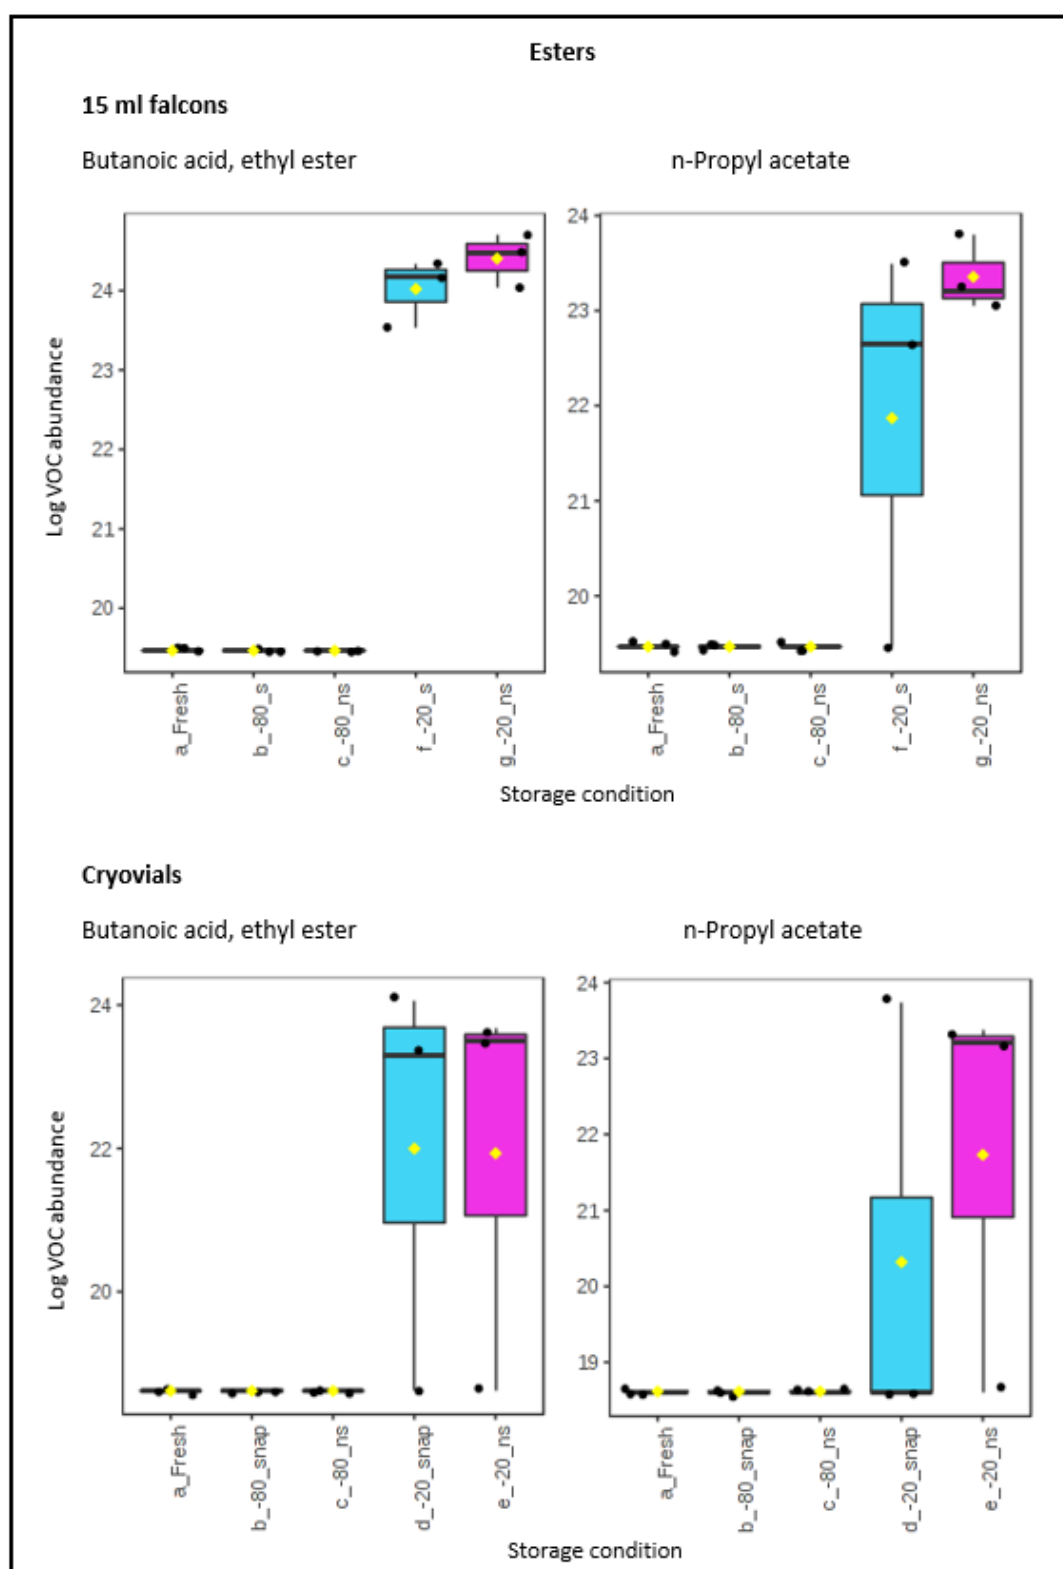 Esters
15 ml falcons
Butanoic acid, ethyl ester
n-Propyl acetate
Log VOC abundance
24
23
22
21
20
a_Fresh
b_-80_s
c_-80_ns
f_-20_s
g_-20_ns
24
23
22
21
20
a_Fresh
b_-80_s
c_-80_ns
f_-20_s
g_-20_ns
Storage condition
Cryovials
Butanoic acid, ethyl ester
n-Propyl acetate
Log VOC abundance
24
22
20
a_Fresh
b_-80_snap
c_-80_ns
d_-20_snap
e_-20_ns
24
23
22
21
20
19
a_Fresh
b_-80_snap
c_-80_ns
d_-20_snap
e_-20_ns
Storage condition